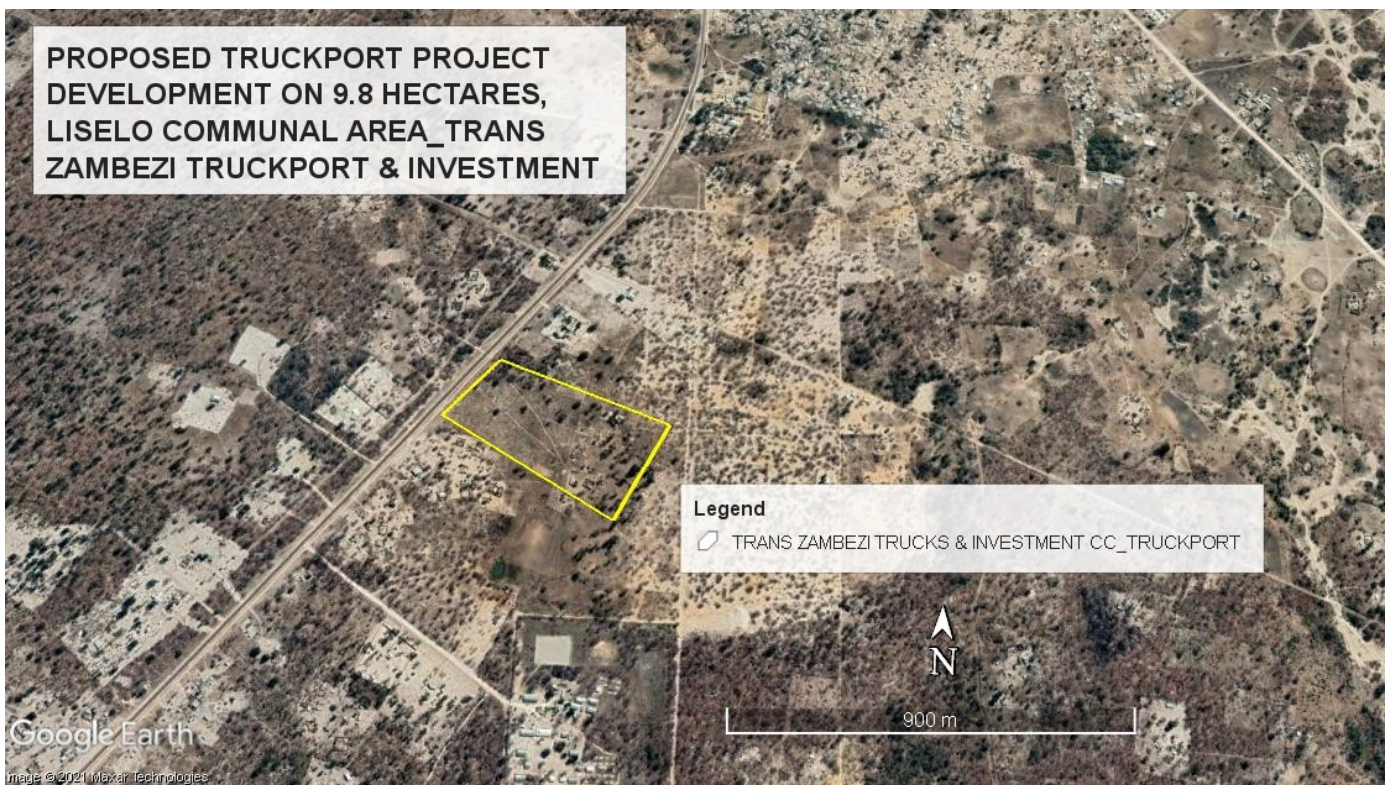 PROPOSED TRUCKPORT PROJECT
DEVELOPMENT ON 9.8 HECTARES,
LISELO COMMUNAL AREA_TRANS
ZAMBEZI TRUCKPORT & INVESTMENT
Legend
TRANS ZAMBEZI TRUCKS & INVESTMENT CC_TRUCKPORT
N
900 m
Google Earth
Image © 2021 Maxar Technologies